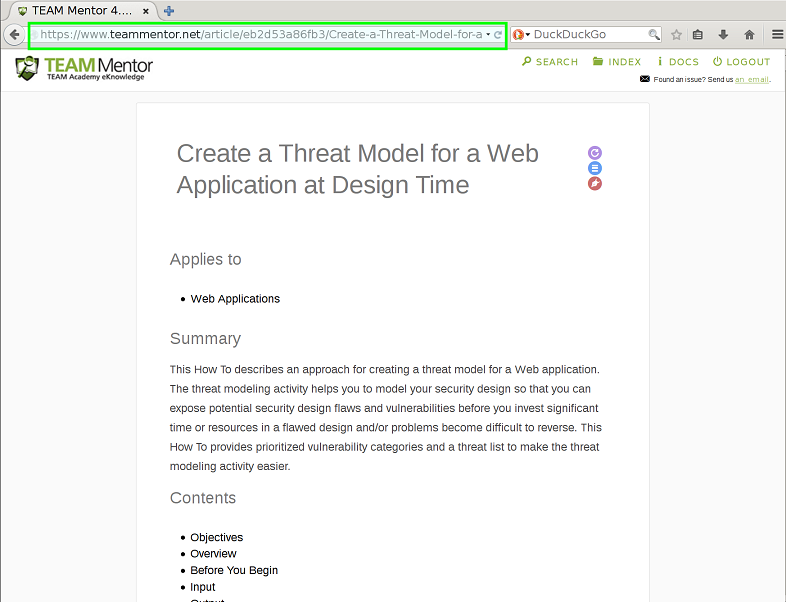 TEAM Mentor 4....
https://www.teammentor.net/article/eb2d53a86fb3/Create-a-Threat-Model-for-a
DuckDuckGo
TEAM Mentor
TEAM Academy eKnowledge
SEARCH INDEX DOCS LOGOUT
Found an issue? Send us an email.
Create a Threat Model for a Web
Application at Design Time
Applies to
• Web Applications
Summary
This How To describes an approach for creating a threat model for a Web application.
The threat modeling activity helps you to model your security design so that you can
expose potential security design flaws and vulnerabilities before you invest significant
time or resources in a flawed design and/or problems become difficult to reverse. This
How To provides prioritized vulnerability categories and a threat list to make the threat
modeling activity easier.
Contents
• Objectives
• Overview
• Before You Begin
• Input